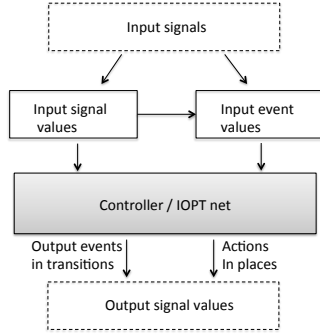 Input signals
Input signal
values
Input event
values
Controller / IOPT net
Output events
in transitions
Actions
In places
Output signal values